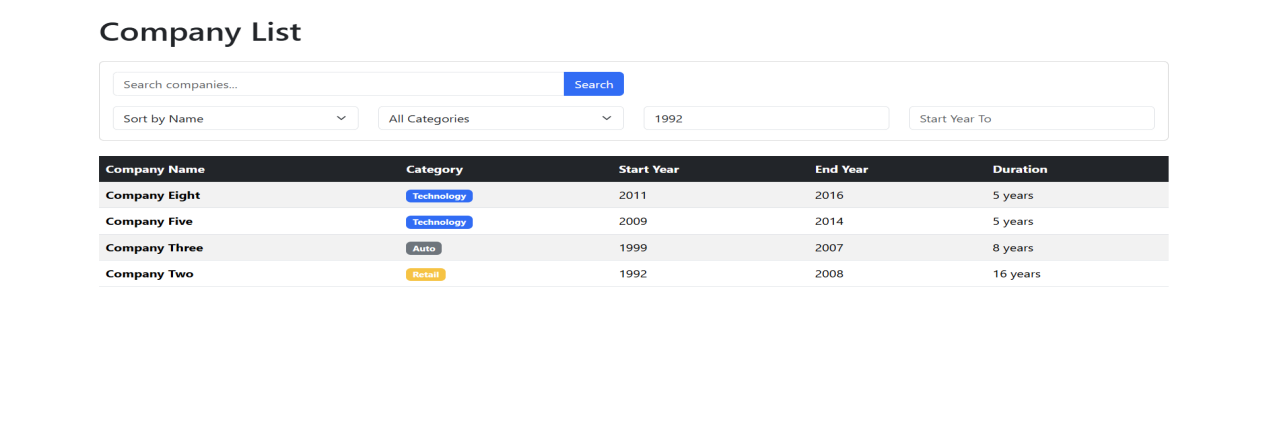 Company List
Search companies... Search
Sort by Name All Categories 1992 Start Year To
Company Name Category Start Year End Year Duration
Company Eight Technology 2011 2016 5 years
Company Five Technology 2009 2014 5 years
Company Three Auto 1999 2007 8 years
Company Two Retail 1992 2008 16 years